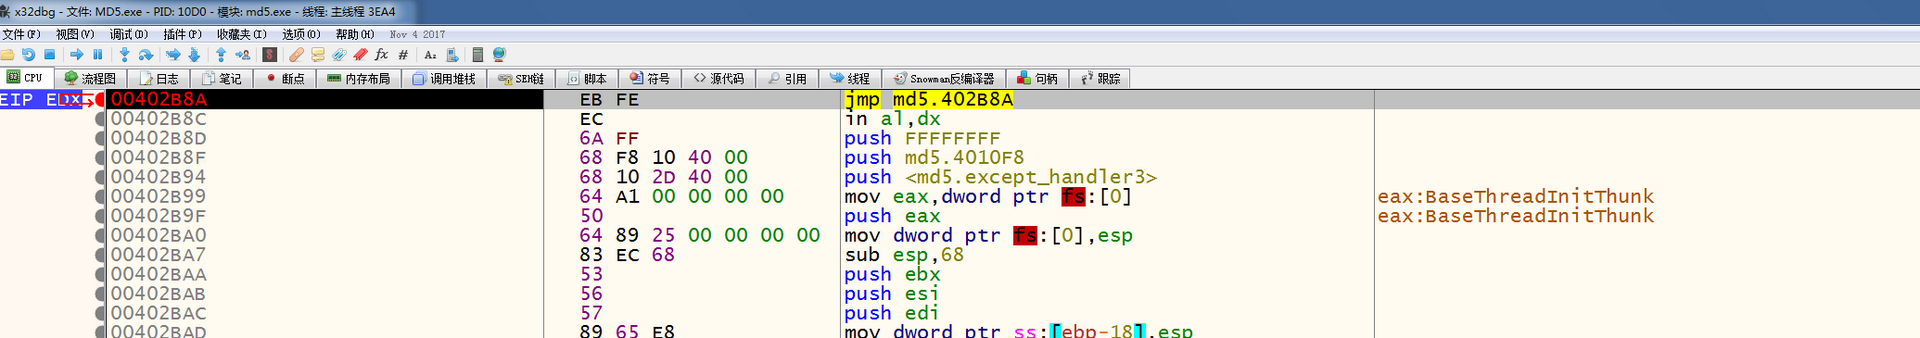 x32dbg - 文件: MD5.exe - PID: 10D0 - 模块: md5.exe - 线程: 主线程 3EA4
文件(F) 视图(V) 调试(D) 插件(P) 收藏夹(I) 选项(O) 帮助(H) Nov 4 2017
fx # A
CPU 流程图 日志 笔记 断点 内存布局 调用堆栈 SEH链 脚本 符号 源代码 引用 线程 Snowman反编译器 句柄 跟踪
EIP EDX 00402B8A EB FE jmp md5.402B8A
00402B8C EC in al,dx
00402B8D 6A FF push FFFFFFFF
00402B8F 68 F8 10 40 00 push md5.4010F8
00402B94 68 10 2D 40 00 push <md5.except_handler3>
00402B99 64 A1 00 00 00 00 mov eax,dword ptr fs:[0] eax:BaseThreadInitThunk
00402B9F 50 push eax eax:BaseThreadInitThunk
00402BA0 64 89 25 00 00 00 00 mov dword ptr fs:[0],esp
00402BA7 83 EC 68 sub esp,68
00402BAA 53 push ebx
00402BAB 56 push esi
00402BAC 57 push edi
00402BAD 89 65 E8 mov dword ptr ss:[ebp-18],esp